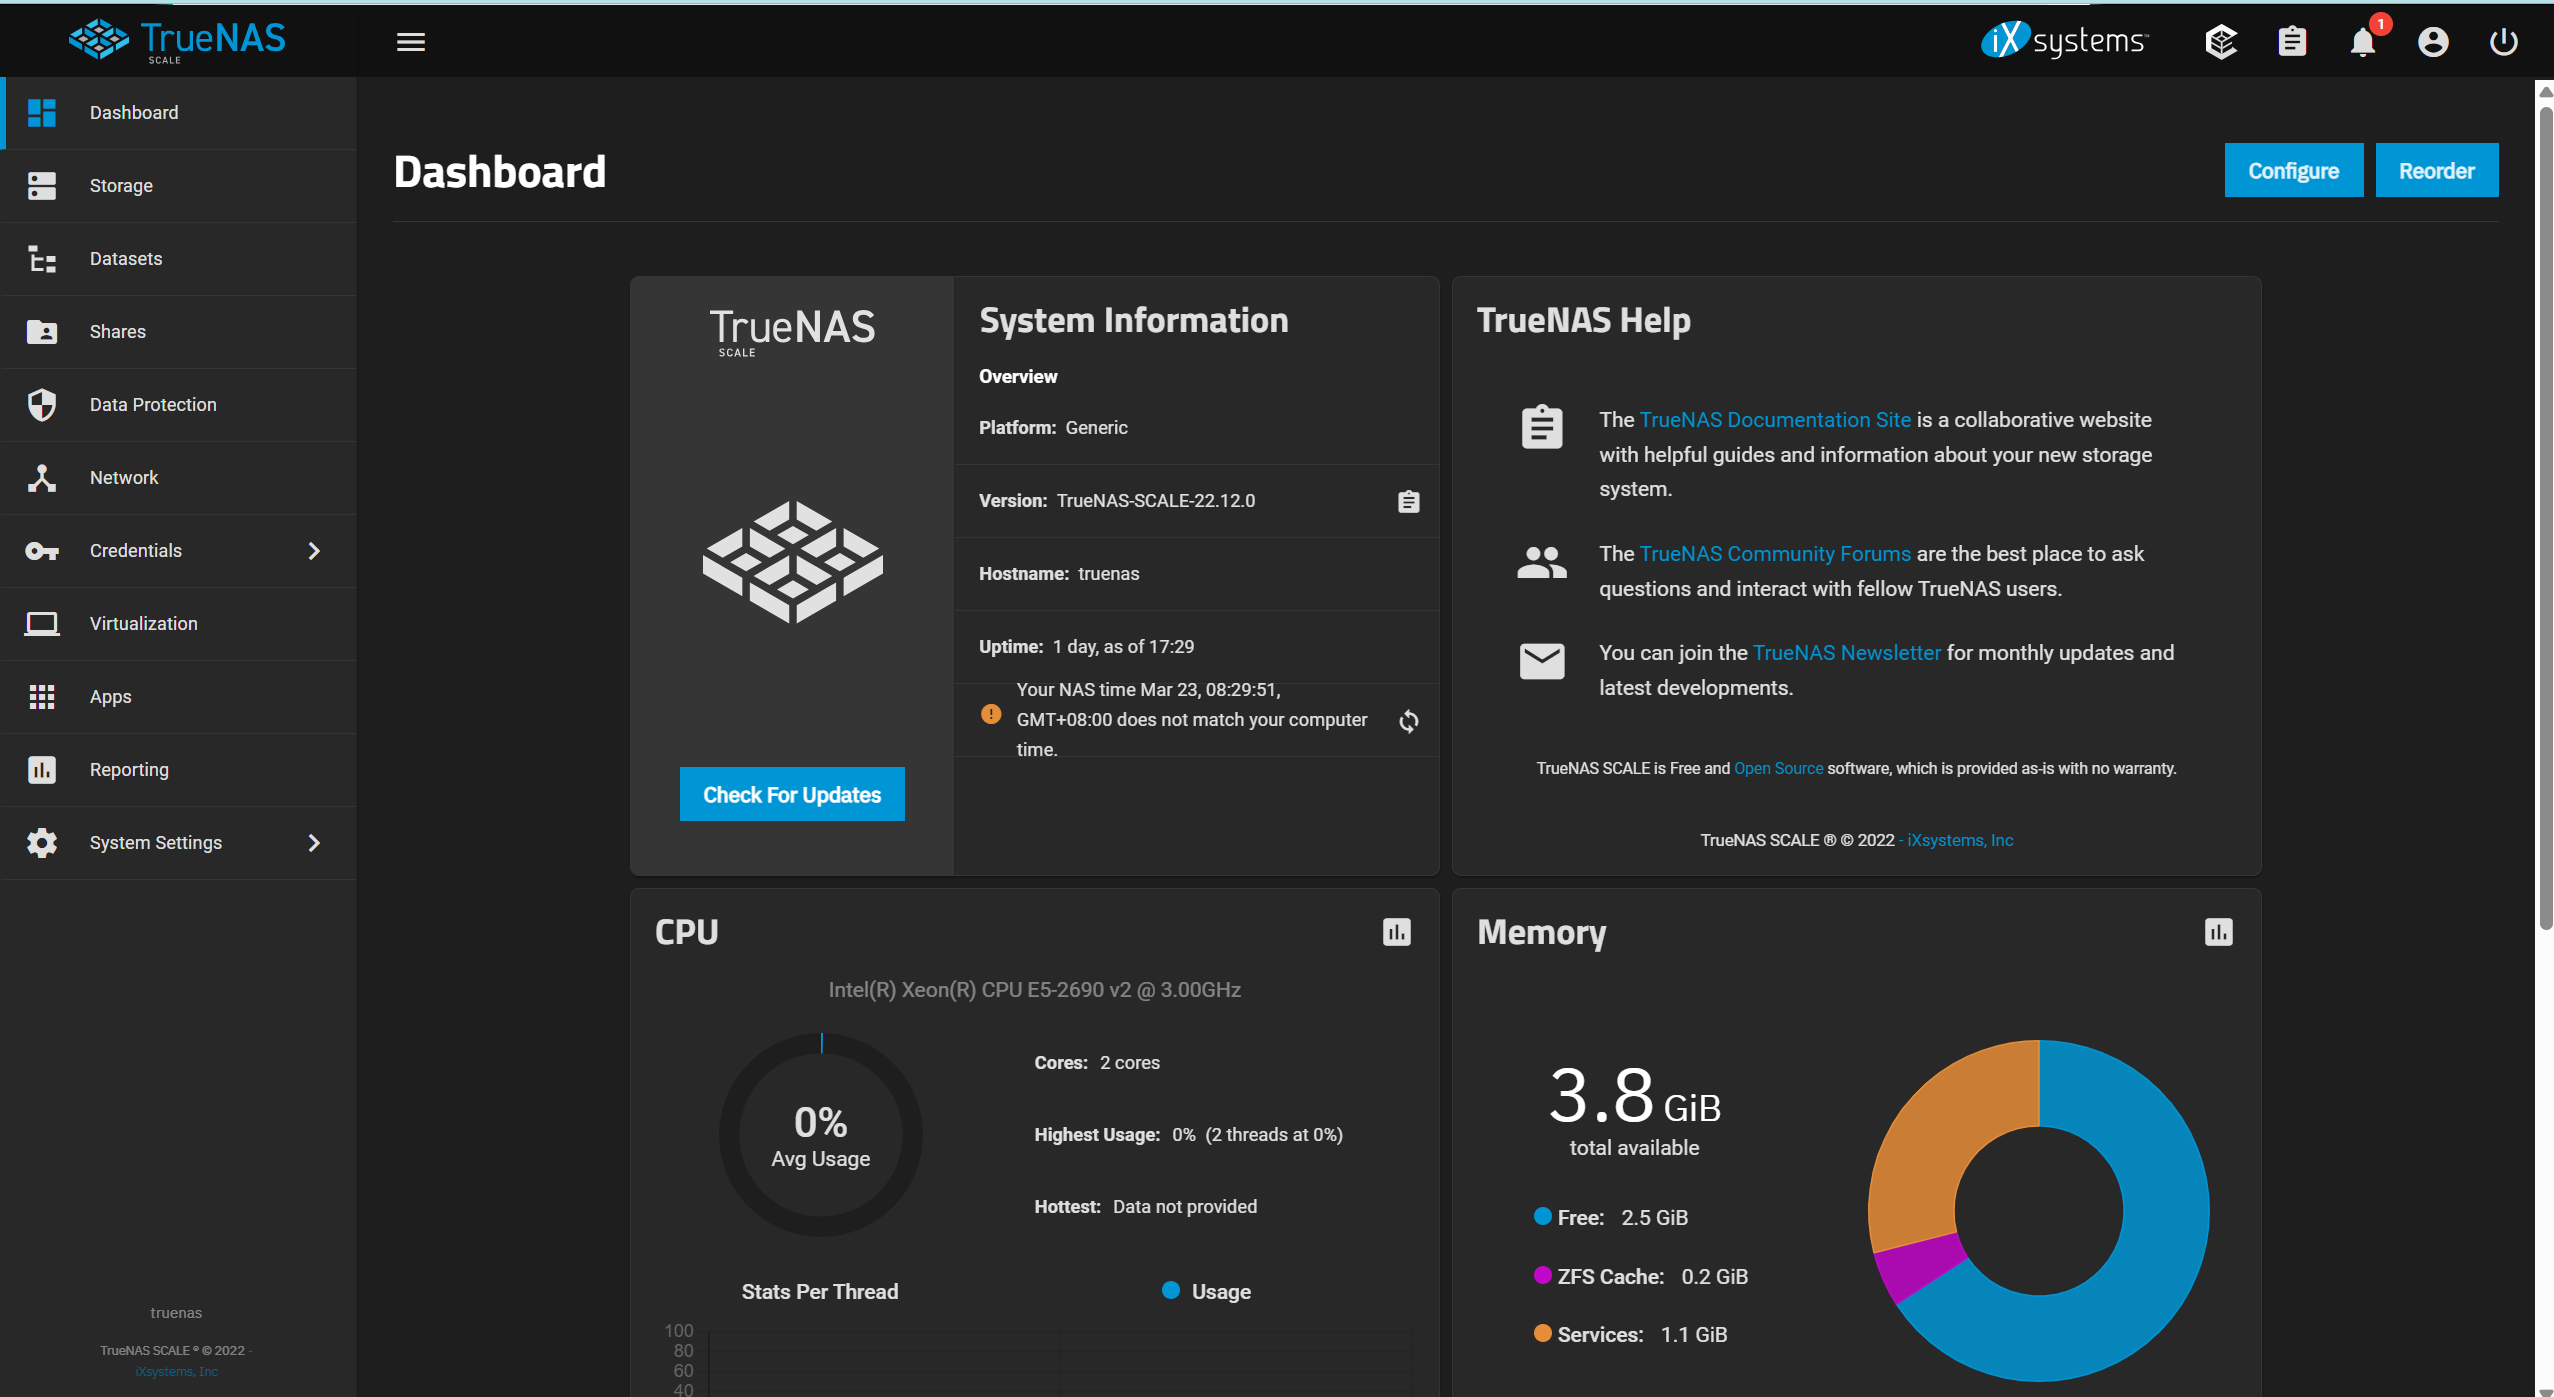 TrueNAS
SCALE
iX systems™
1
Dashboard
Storage
Datasets
Shares
Data Protection
Network
Credentials
Virtualization
Apps
Reporting
System Settings
truenas
TrueNAS SCALE ® © 2022 -
iXsystems, Inc
Dashboard
Configure
Reorder
TrueNAS
SCALE
Check For Updates
System Information
Overview
Platform: Generic
Version: TrueNAS-SCALE-22.12.0
Hostname: truenas
Uptime: 1 day, as of 17:29
Your NAS time Mar 23, 08:29:51,
GMT+08:00 does not match your computer
time.
TrueNAS Help
The TrueNAS Documentation Site is a collaborative website
with helpful guides and information about your new storage
system.
The TrueNAS Community Forums are the best place to ask
questions and interact with fellow TrueNAS users.
You can join the TrueNAS Newsletter for monthly updates and
latest developments.
TrueNAS SCALE is Free and Open Source software, which is provided as-is with no warranty.
TrueNAS SCALE ® © 2022 - iXsystems, Inc
CPU
Intel(R) Xeon(R) CPU E5-2690 v2 @ 3.00GHz
0%
Avg Usage
Cores: 2 cores
Highest Usage: 0% (2 threads at 0%)
Hottest: Data not provided
Stats Per Thread
Usage
100
80
60
40
Memory
3.8 GiB
total available
Free: 2.5 GiB
ZFS Cache: 0.2 GiB
Services: 1.1 GiB